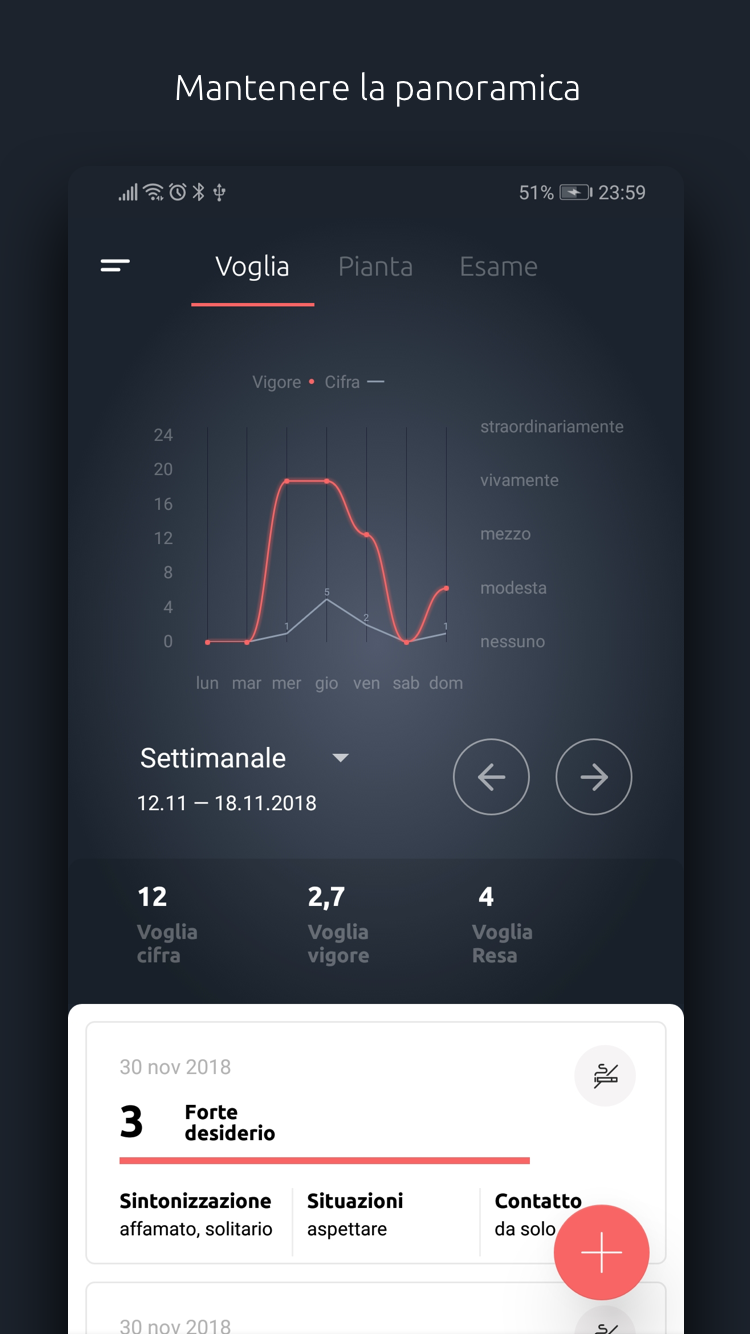 Mantenere la panoramica
51% 23:59
Voglia Pianta Esame
Vigore Cifra
24
20
16
12
8
4
0
straordinariamente
vivamente
mezzo
modesta
nessuno
1
5
2
1
lun mar mer gio ven sab dom
Settimanale
12.11 — 18.11.2018
12
Voglia
cifra
2,7
Voglia
vigore
4
Voglia
Resa
30 nov 2018
3
Forte
desiderio
Sintonizzazione
affamato, solitario
Situazioni
aspettare
Contatto
da solo
30 nov 2018